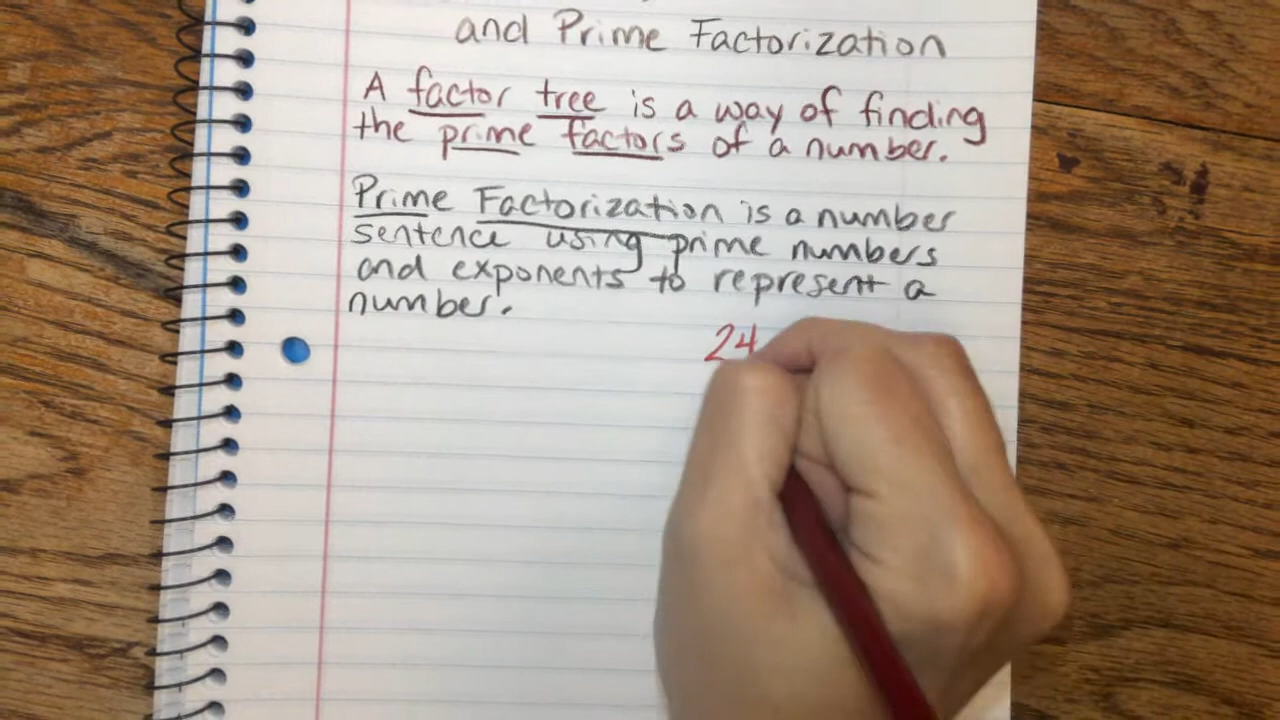 and Prime Factorization
A factor tree is a way of finding
the prime factors of a number.
Prime Factorization is a number
sentence using prime numbers
and exponents to represent a
number.
24